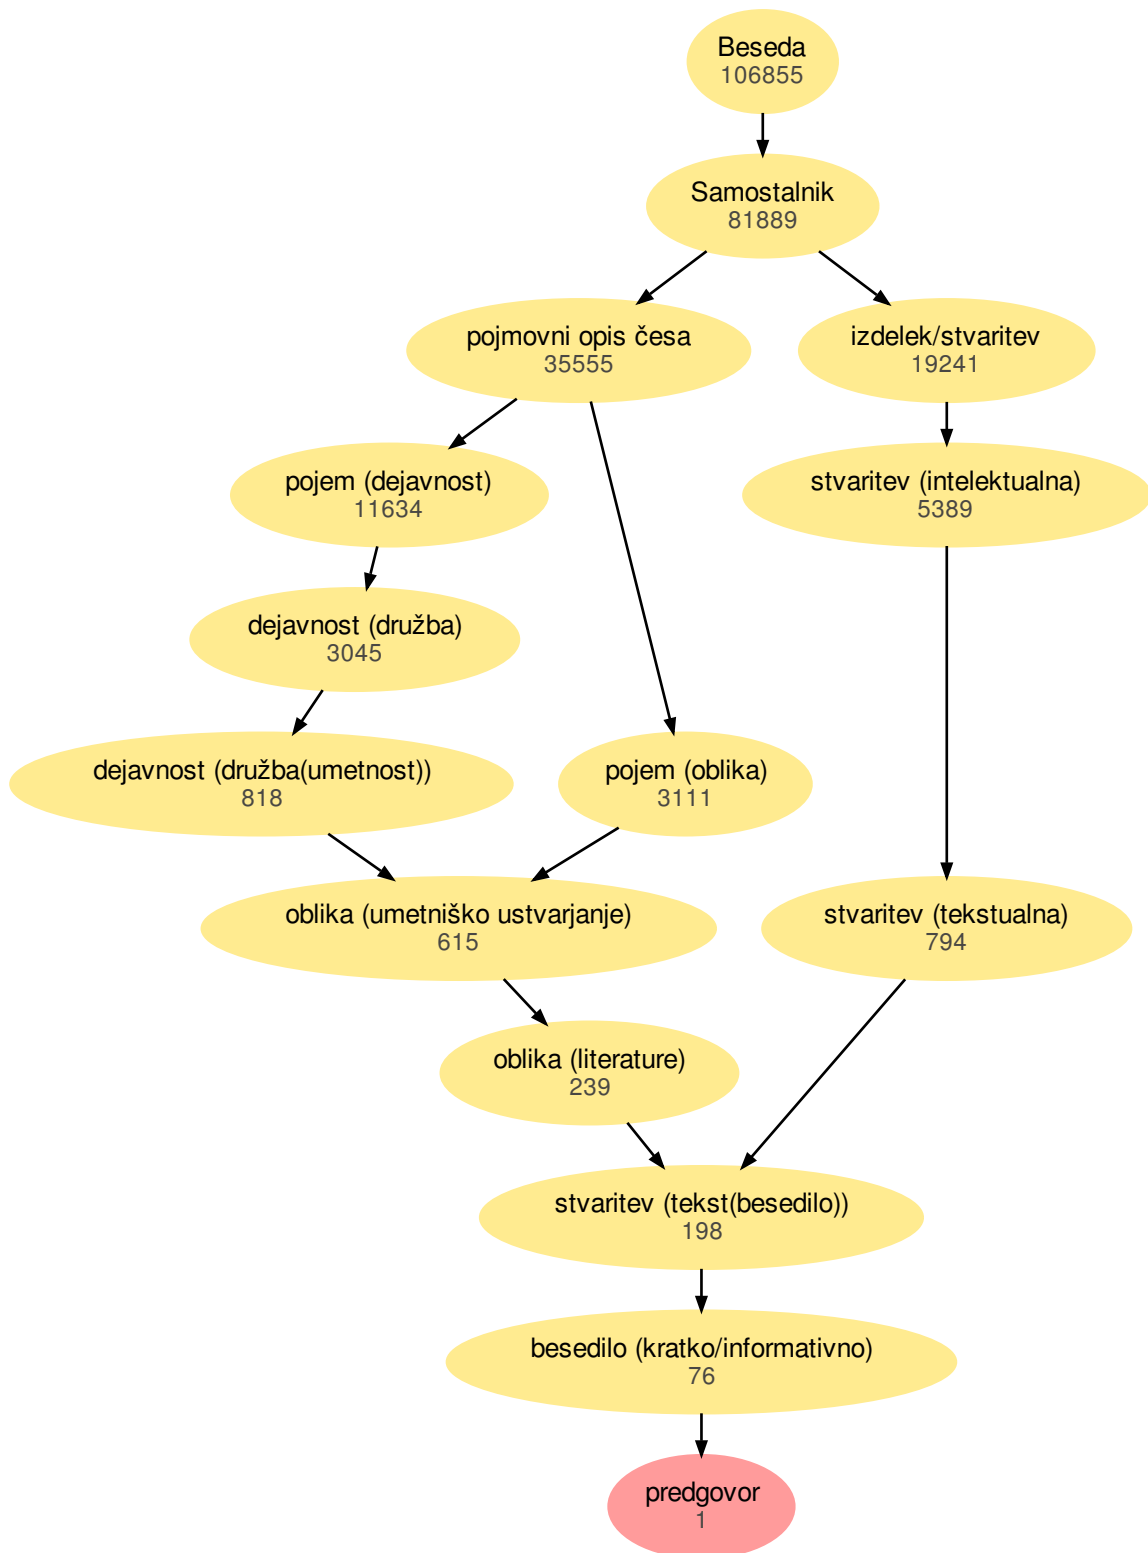 Beseda
106855
Samostalnik
81889
pojmovni opis česa
35555
izdelek/stvaritev
19241
pojem (dejavnost)
11634
stvaritev (intelektualna)
5389
dejavnost (družba)
3045
dejavnost (družba(umetnost))
818
pojem (oblika)
3111
oblika (umetniško ustvarjanje)
615
stvaritev (tekstualna)
794
oblika (literature)
239
stvaritev (tekst(besedilo))
198
besedilo (kratko/informativno)
76
predgovor
1